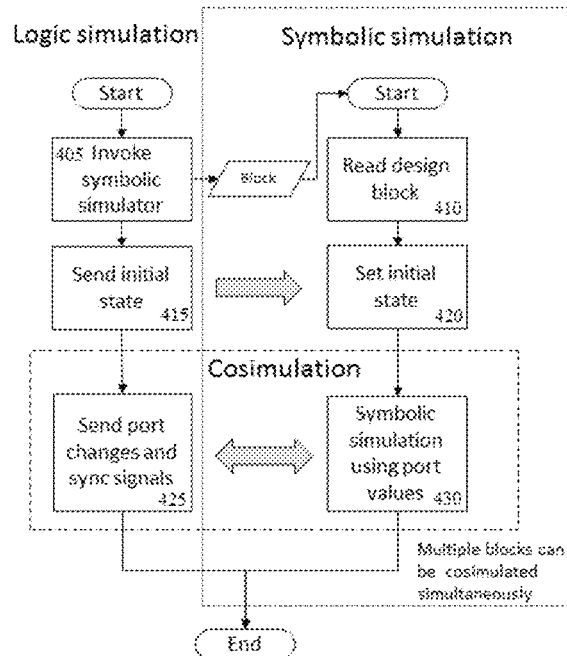 Logic simulation
Symbolic simulation
Start
Start
405 Invoke
symbolic
simulator
Block
Read design
block
410
Send initial
state
415
Set initial
state
420
Cosimulation
Send port
changes and
sync signals
425
Symbolic
simulation
using port
values
430
Multiple blocks can
be cosimulated
simultaneously
End